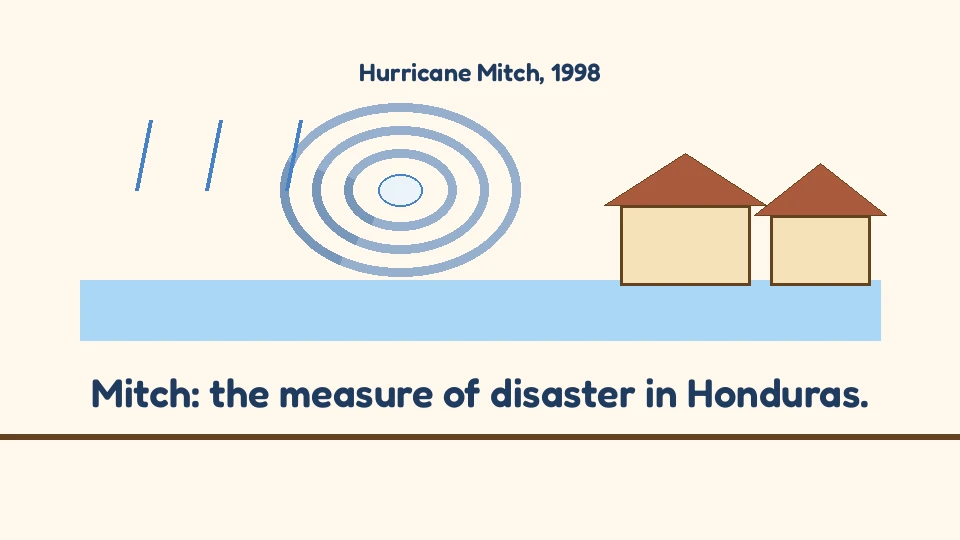 Hurricane Mitch, 1998
Mitch: the measure of disaster in Honduras.